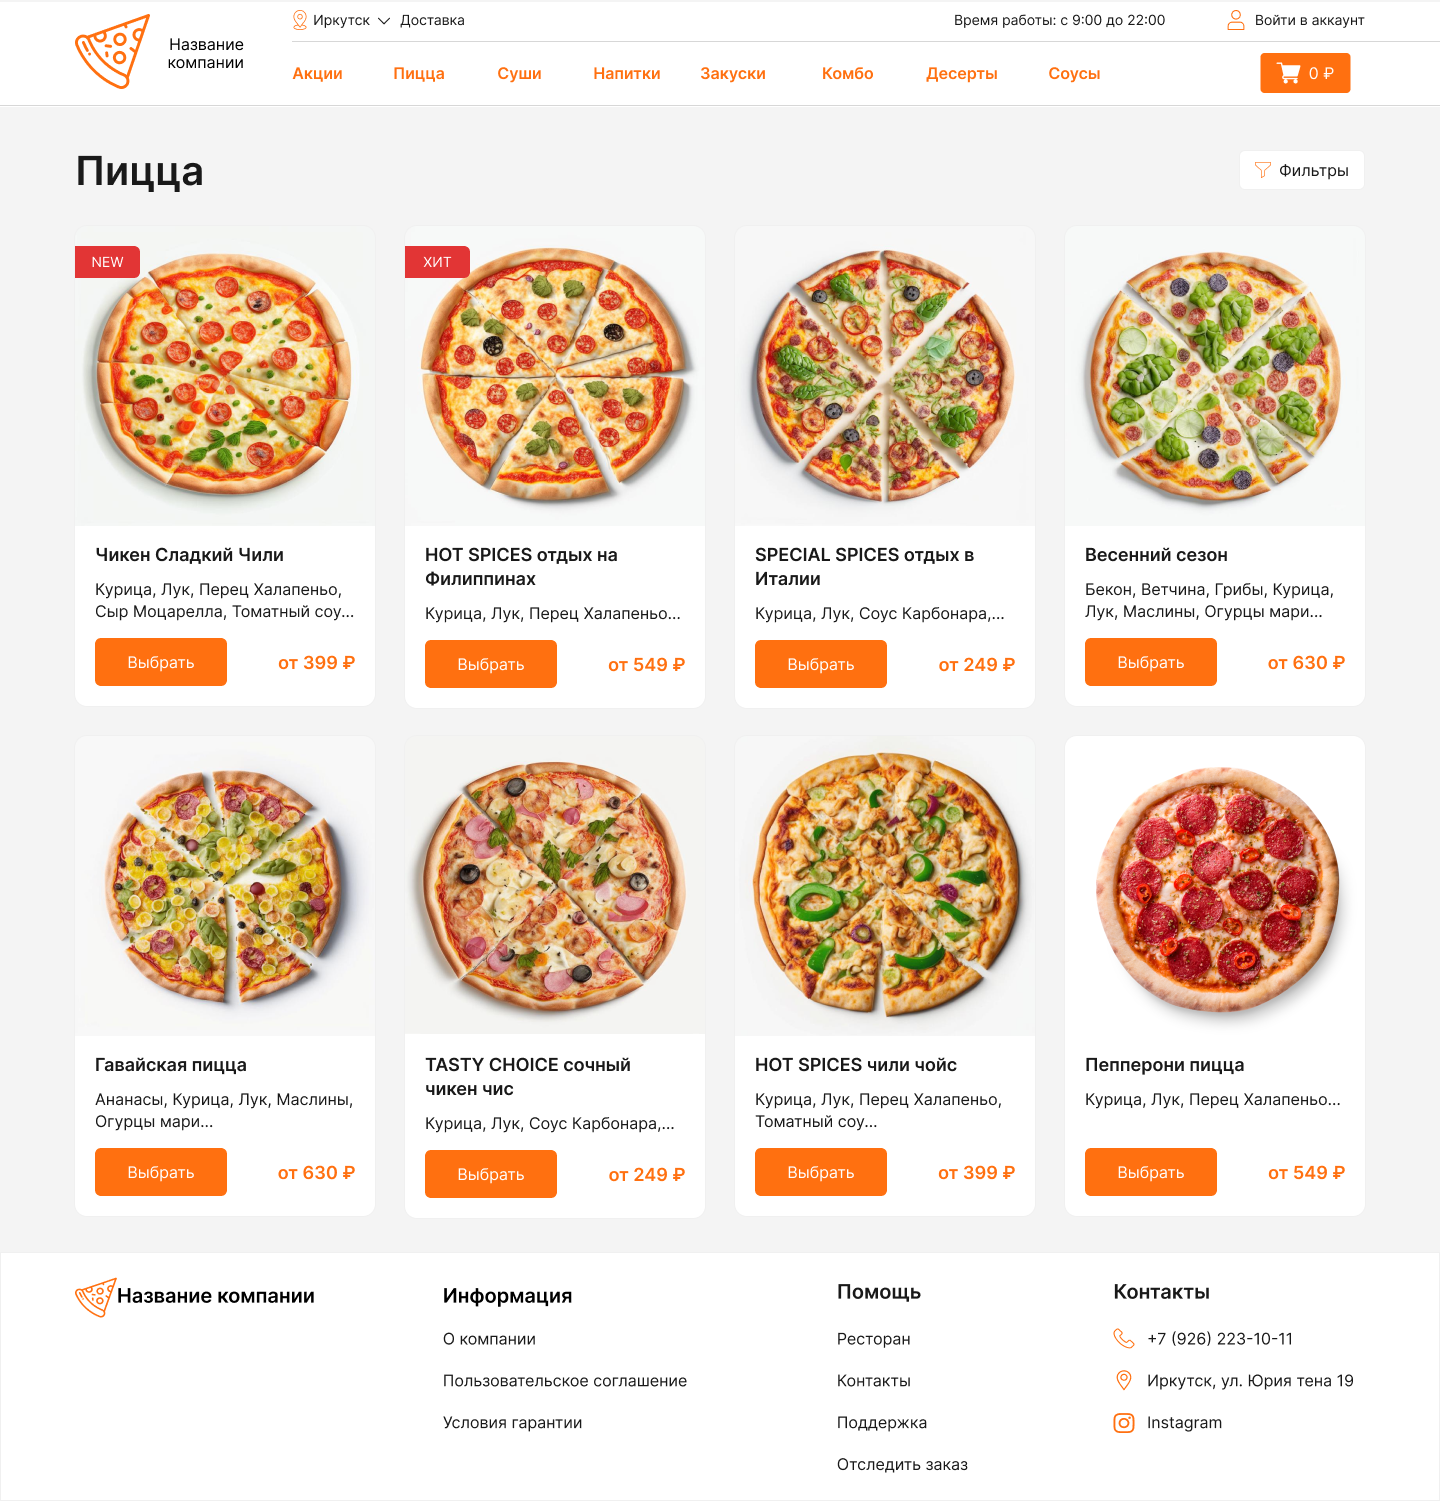 Иркутск Доставка Время работы: с 9:00 до 22:00 Войти в аккаунт
Название
компании
Акции Пицца Суши Напитки Закуски Комбо Десерты Соусы 0 ₽
Пицца Фильтры
NEW
ХИТ
Чикен Сладкий Чили
Курица, Лук, Перец Халапеньо,
Сыр Моцарелла, Томатный соу...
Выбрать от 399 ₽
HOT SPICES отдых на
Филиппинах
Курица, Лук, Перец Халапеньо...
Выбрать от 549 ₽
SPECIAL SPICES отдых в
Италии
Курица, Лук, Соус Карбонара,...
Выбрать от 249 ₽
Весенний сезон
Бекон, Ветчина, Грибы, Курица,
Лук, Маслины, Огурцы мари...
Выбрать от 630 ₽
Гавайская пицца
Ананасы, Курица, Лук, Маслины,
Огурцы мари...
Выбрать от 630 ₽
TASTY CHOICE сочный
чикен чис
Курица, Лук, Соус Карбонара,...
Выбрать от 249 ₽
HOT SPICES чили чойс
Курица, Лук, Перец Халапеньо,
Томатный соу...
Выбрать от 399 ₽
Пепперони пицца
Курица, Лук, Перец Халапеньо...
Выбрать от 549 ₽
Название компании
Информация
О компании
Пользовательское соглашение
Условия гарантии
Помощь
Ресторан
Контакты
Поддержка
Отследить заказ
Контакты
+7 (926) 223-10-11
Иркутск, ул. Юрия тена 19
Instagram